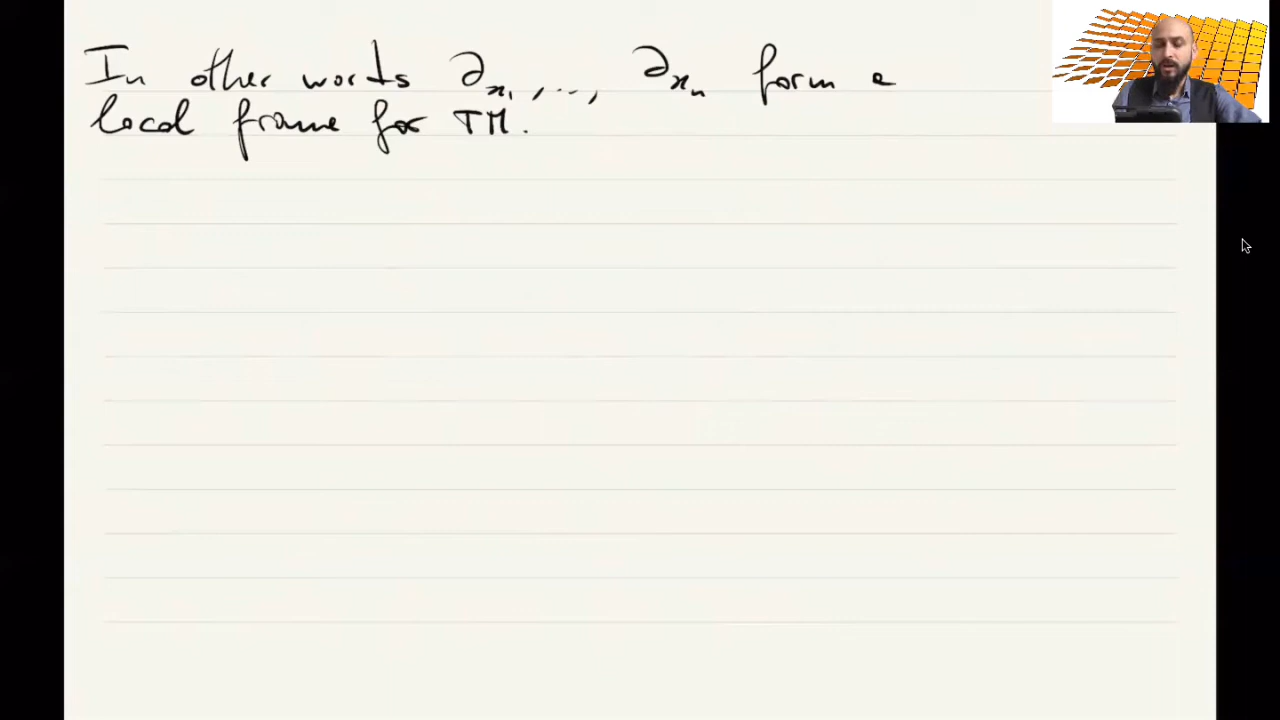 In other words ∂x₁, ..., ∂xₙ form a
local frame for TM.